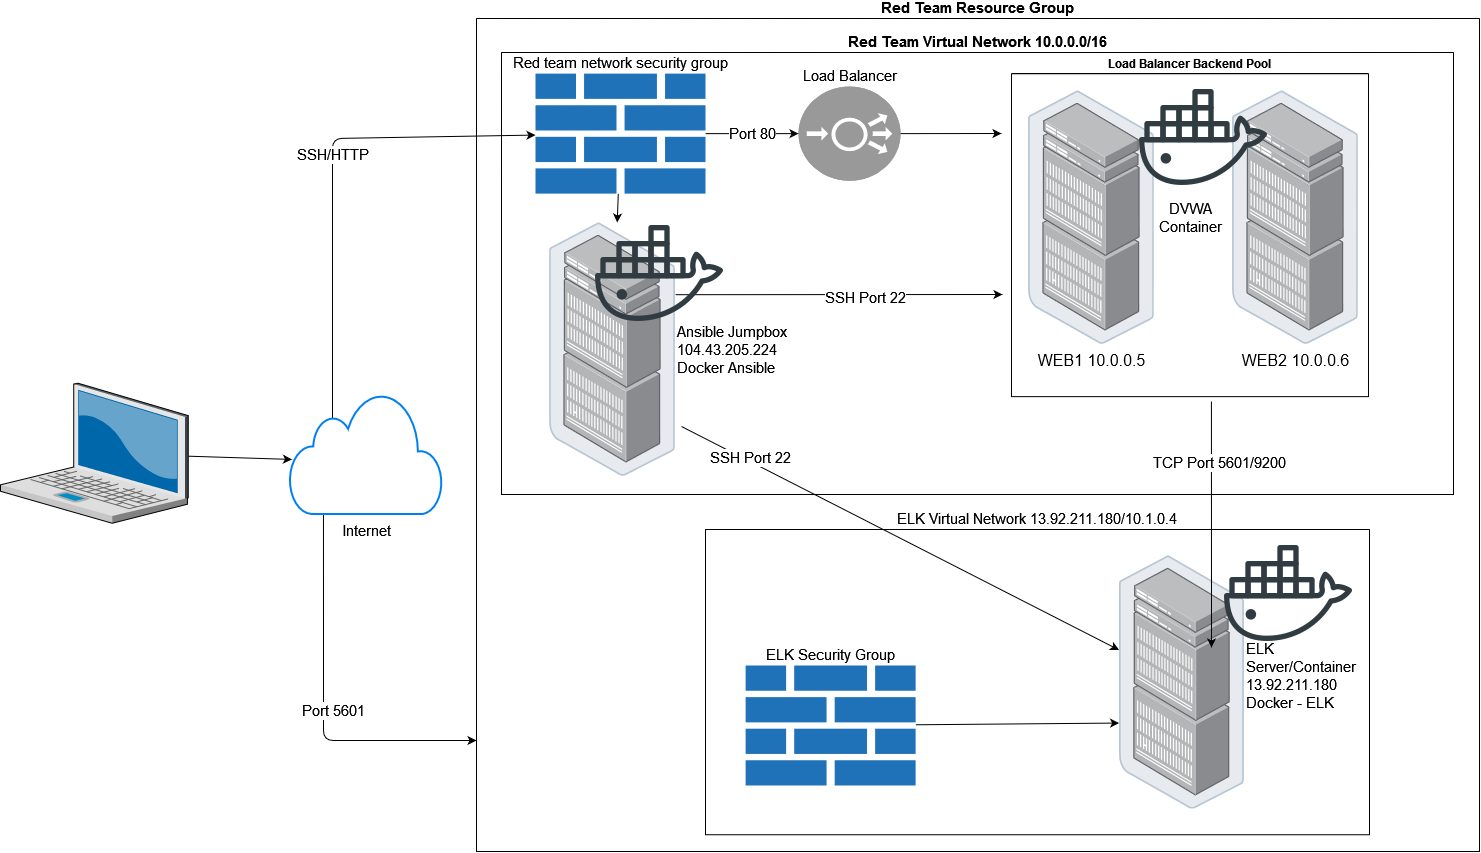 Red Team Resource Group
Red Team Virtual Network 10.0.0.0/16
Red team network security group
Load Balancer
Load Balancer Backend Pool
SSH/HTTP
Port 80
DVWA
Container
SSH Port 22
Ansible Jumpbox
104.43.205.224
Docker Ansible
WEB1 10.0.0.5
WEB2 10.0.0.6
SSH Port 22
TCP Port 5601/9200
Internet
ELK Virtual Network 13.92.211.180/10.1.0.4
ELK Security Group
ELK
Server/Container
13.92.211.180
Docker - ELK
Port 5601